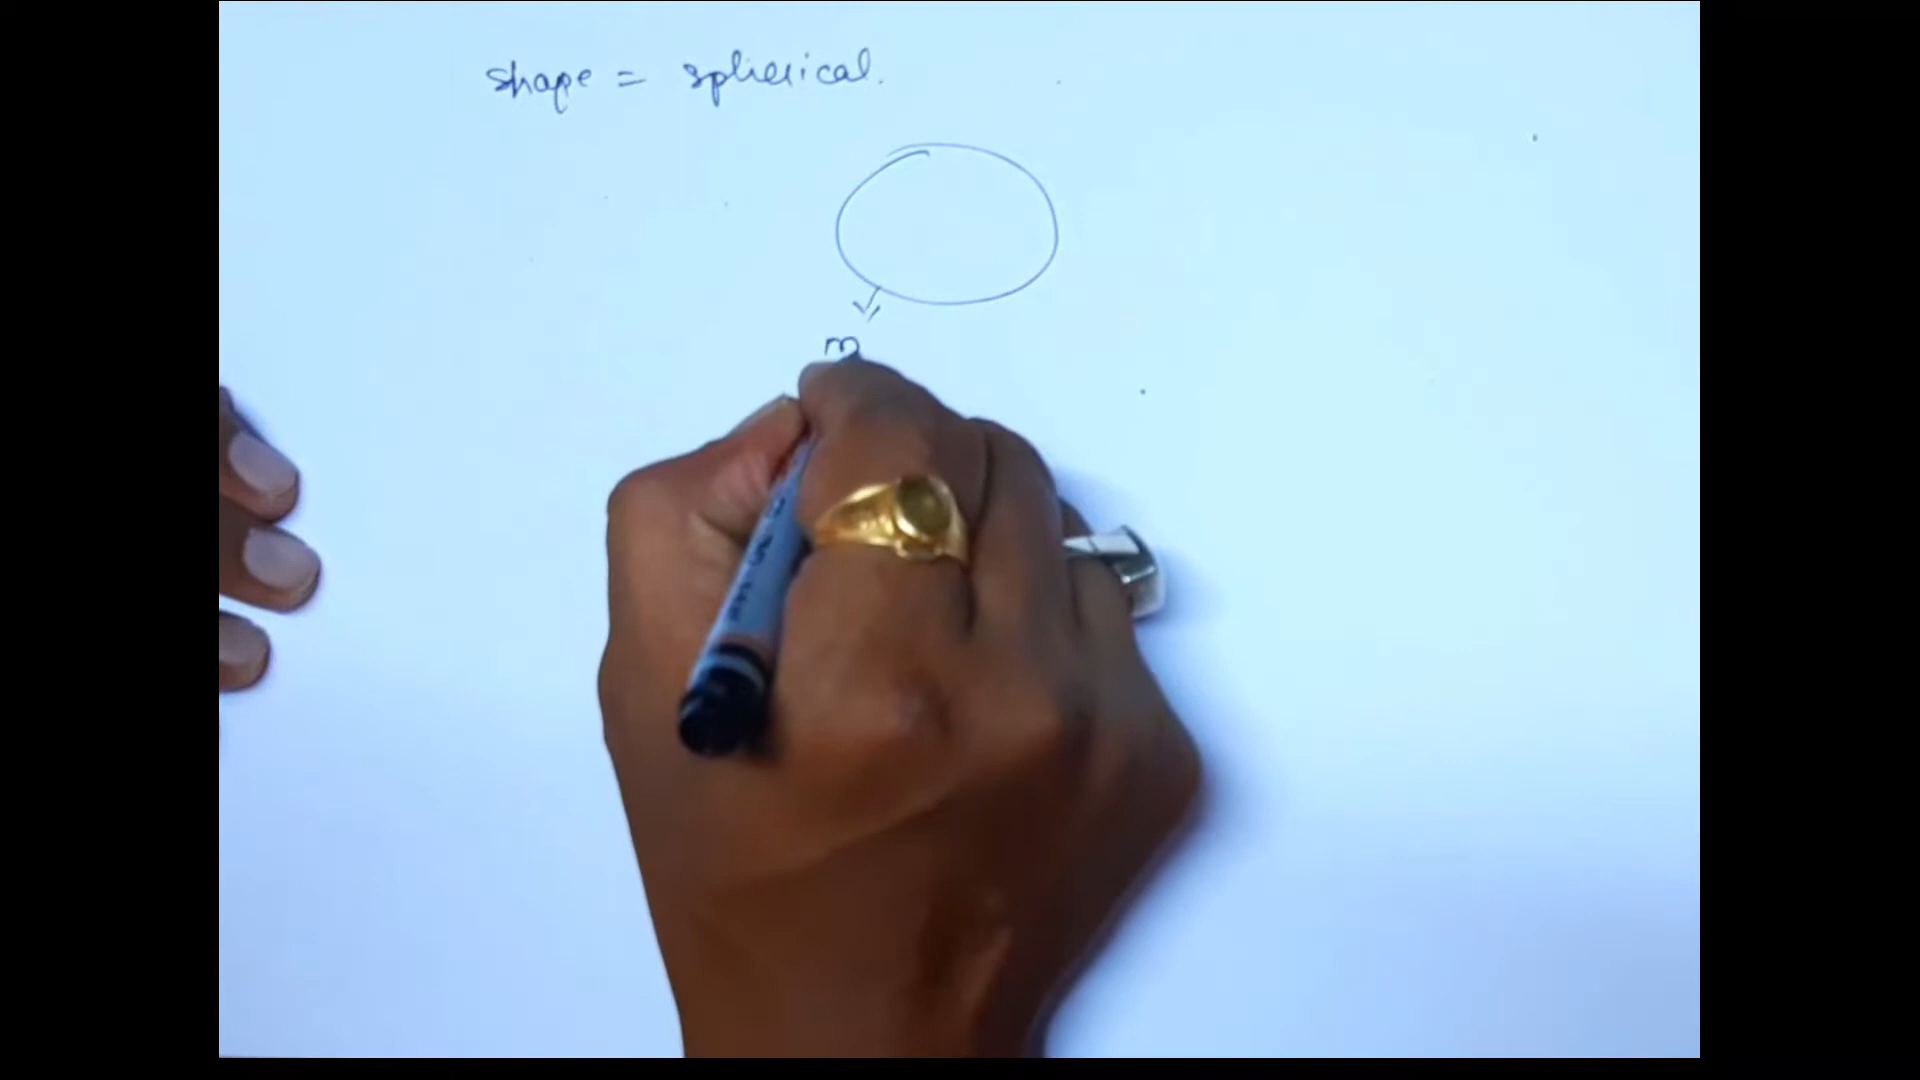 shape = spherical.
m